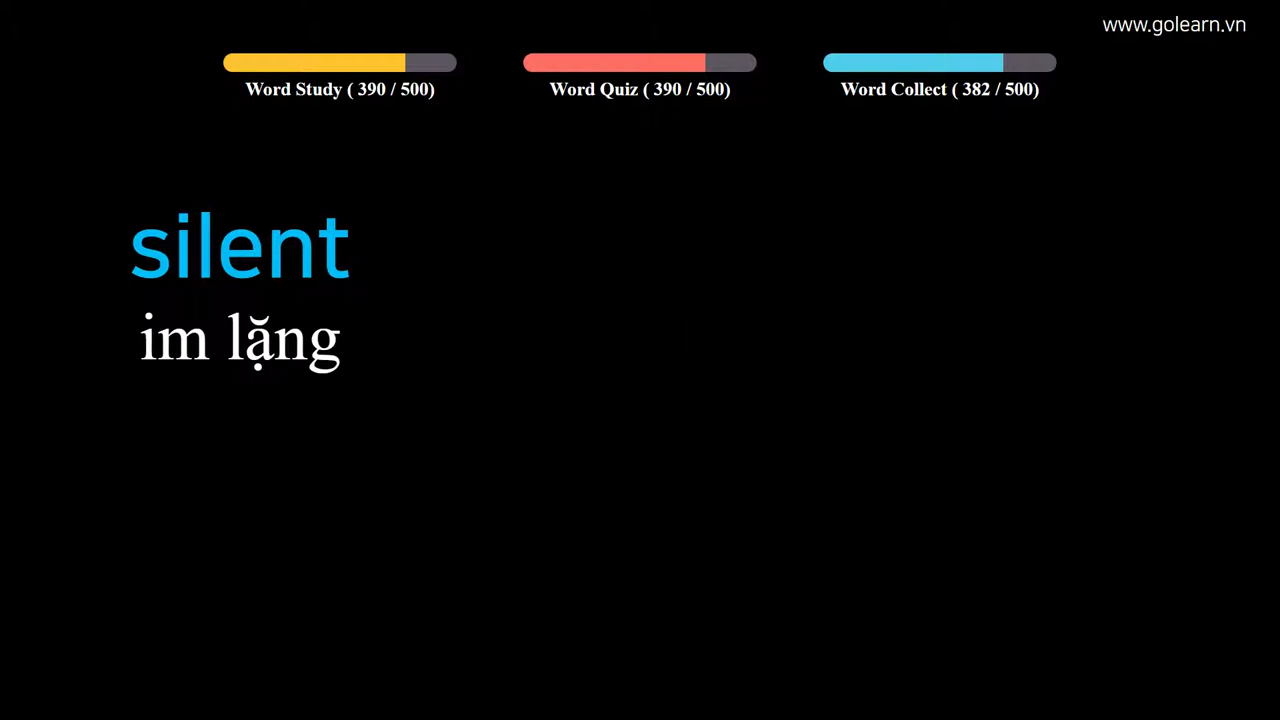 www.golearn.vn
Word Study ( 390 / 500)
Word Quiz ( 390 / 500)
Word Collect ( 382 / 500)
silent
im lặng